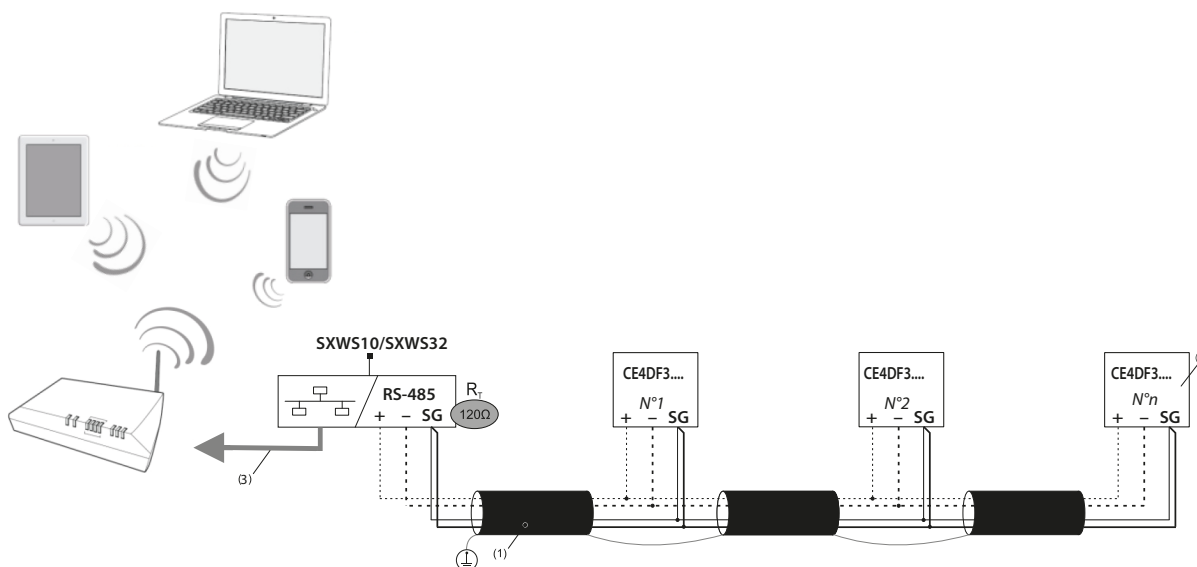 SXWS10/SXWS32
RS-485
+ − SG
R_T
120Ω
CE4DF3....
N°1
+ − SG
CE4DF3....
N°2
+ − SG
CE4DF3....
N°n
+ − SG
(3)
(1)